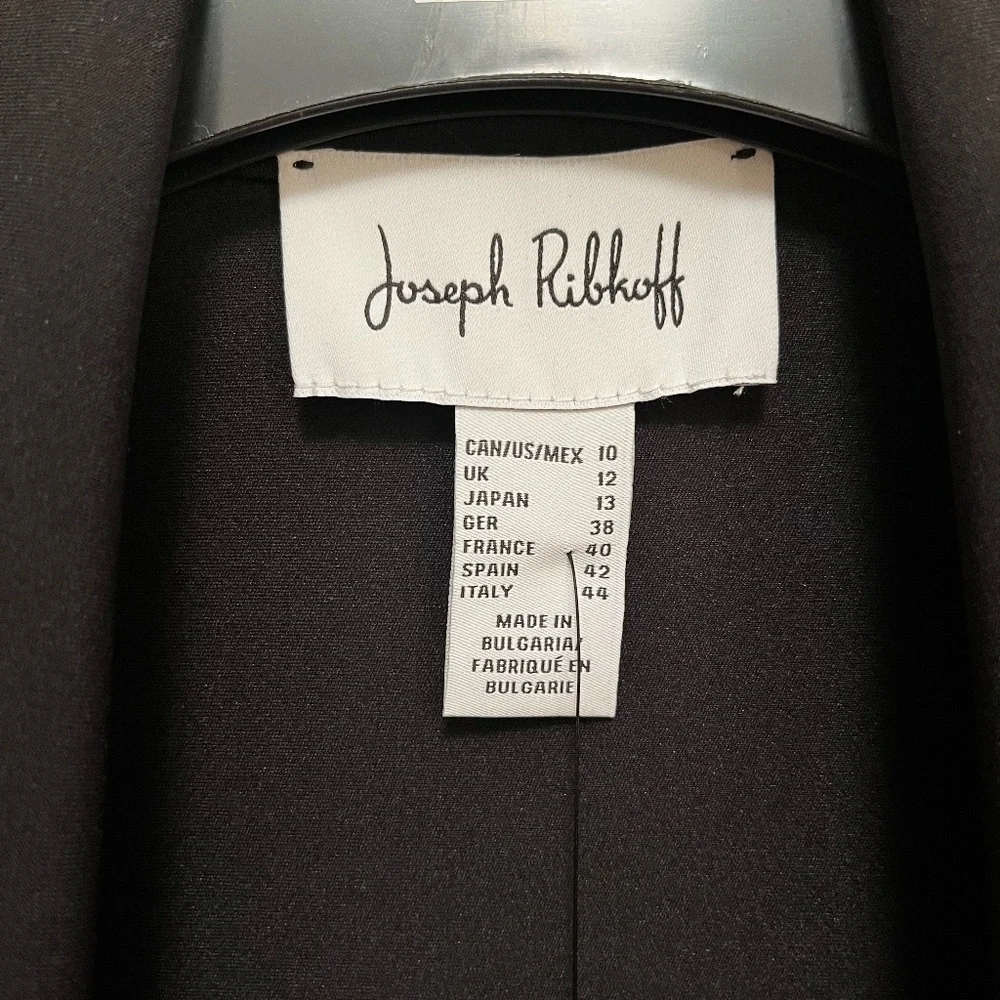 Joseph Ribkoff
CAN/US/MEX 10
UK 12
JAPAN 13
GER 38
FRANCE 40
SPAIN 42
ITALY 44
MADE IN
BULGARIA/
FABRIQUÉ EN
BULGARIE